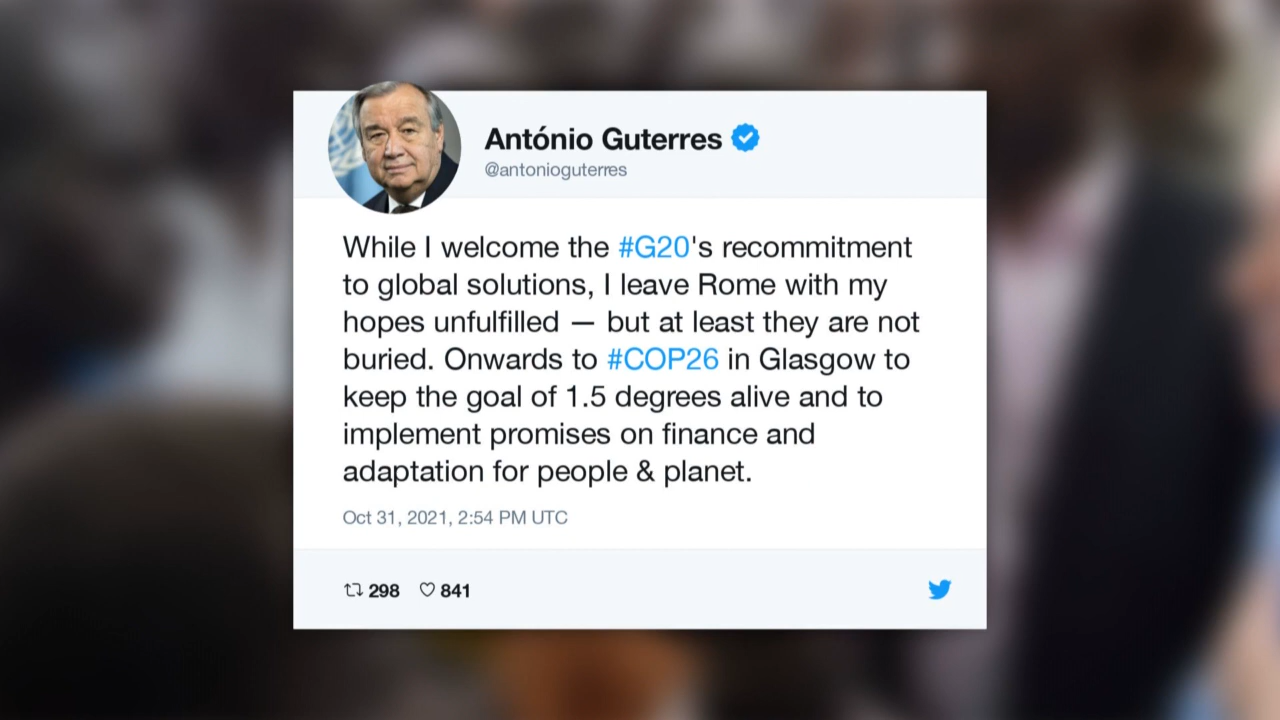 António Guterres
@antonioguterres
While I welcome the #G20's recommitment
to global solutions, I leave Rome with my
hopes unfulfilled — but at least they are not
buried. Onwards to #COP26 in Glasgow to
keep the goal of 1.5 degrees alive and to
implement promises on finance and
adaptation for people & planet.
Oct 31, 2021, 2:54 PM UTC
298 841